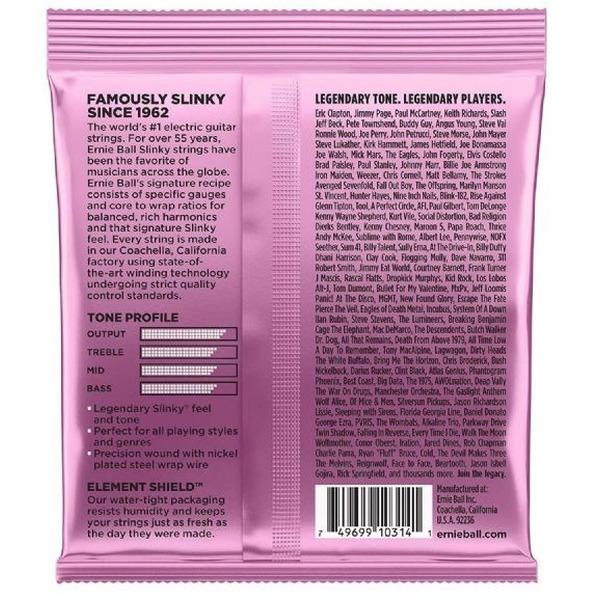 FAMOUSLY SLINKY
SINCE 1962
The world's #1 electric guitar
strings. For over 55 years,
Ernie Ball Slinky strings have
been the favorite of
musicians across the globe.
Ernie Ball's signature recipe
consists of specific gauges
and core to wrap ratios for
balanced, rich harmonics
and that signature Slinky
feel. Every string is made
in our Coachella, California
factory using state-of-
the-art winding technology
undergoing strict quality
control standards.
TONE PROFILE
OUTPUT
TREBLE
MID
BASS
• Legendary Slinky® feel
and tone
• Perfect for all playing styles
and genres
• Precision wound with nickel
plated steel wrap wire
ELEMENT SHIELD™
Our water-tight packaging
resists humidity and keeps
your strings just as fresh as
the day they were made.
LEGENDARY TONE. LEGENDARY PLAYERS.
Eric Clapton, Jimmy Page, Paul McCartney, Keith Richards, Slash
Jeff Beck, Pete Townshend, Buddy Guy, Angus Young, Steve Vai
Ronnie Wood, Joe Perry, John Petrucci, Steve Morse, John Mayer
Steve Lukather, Kirk Hammett, James Hetfield, Joe Bonamassa
Joe Walsh, Mick Mars, The Eagles, John Fogerty, Elvis Costello
Brad Paisley, Paul Stanley, Johnny Marr, Billie Joe Armstrong
Iron Maiden, Weezer, Chris Cornell, Matt Bellamy, The Strokes
Avenged Sevenfold, Fall Out Boy, The Offspring, Marilyn Manson
St. Vincent, Hunter Hayes, Nine Inch Nails, Blink-182, Rise Against
Glenn Tipton, Tool, A Perfect Circle, AFI, Paul Gilbert, Tom DeLonge
Kenny Wayne Shepherd, Kurt Vile, Social Distortion, Bad Religion
Dierks Bentley, Kenny Chesney, Maroon 5, Papa Roach, Thrice
Andy McKee, Sublime with Rome, Albert Lee, Pennywise, NOFX
Seether, Sum 41, Billy Talent, Sully Erna, At The Drive-In, Billy Duffy
Dhani Harrison, Clay Cook, Flogging Molly, Dave Navarro, 311
Robert Smith, Jimmy Eat World, Courtney Barnett, Frank Turner
J Mascis, Rascal Flatts, Dropkick Murphys, Kid Rock, Los Lobos
Alt-J, Tom Dumont, Bullet For My Valentine, MxPx, Jeff Loomis
Panic! At The Disco, MGMT, New Found Glory, Escape The Fate
Pierce The Veil, Eagles of Death Metal, Incubus, System Of A Down
Ilan Rubin, Steve Stevens, The Lumineers, Breaking Benjamin
Cage The Elephant, Mac DeMarco, The Descendents, Butch Walker
Dr. Dog, All That Remains, Death From Above 1979, All Time Low
A Day To Remember, Tony MacAlpine, Lagwagon, Dirty Heads
The White Buffalo, Bring Me The Horizon, Chris Broderick, Bush
Nickelback, Darius Rucker, Clint Black, Atlas Genius, Phantogram
Phoenix, Best Coast, Big Data, The 1975, AWOLnation, Dead Vally
The War On Drugs, Manchester Orchestra, The Gaslight Anthem
Wolf Alice, Of Mice & Men, Silversun Pickups, Jason Richardson
Lissie, Sleeping with Sirens, Florida Georgia Line, Daniel Donato
George Ezra, PVRIS, The Wombats, Alkaline Trio, Parkway Drive
Twin Shadow, Falling In Reverse, Every Time I Die, Walk The Moon
Wolfmother, Conor Oberst, Iration, Jared Dines, Rob Chapman
Charlie Parra, Ryan "Fluff" Bruce, Cold, The Devil Makes Three
The Melvins, Reignwolf, Face to Face, Beartooth, Jason Isbell
Gojira, Rick Springfield, and thousands more. Join the legacy.
7 49699 10314 1
Manufactured at:
Ernie Ball Inc.
Coachella, California
U.S.A. 92236
ernieball.com